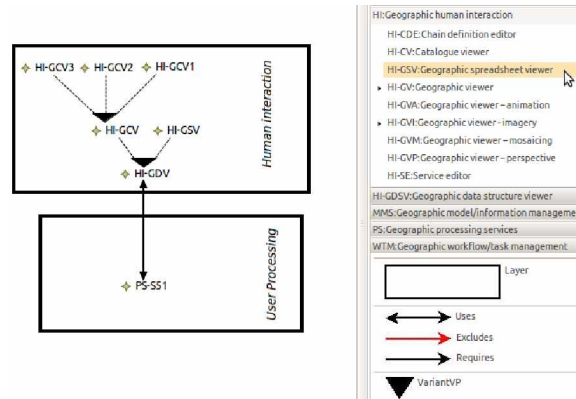 HI-GCV3 HI-GCV2 HI-GCV1
HI-GCV HI-GSV
HI-GDV
Human interaction
PS-SS1
User Processing
HI:Geographic human interaction
HI-CDE:Chain definition editor
HI-CV:Catalogue viewer
HI-GSV:Geographic spreadsheet viewer
HI-GV:Geographic viewer
HI-GVA:Geographic viewer – animation
HI-GVI:Geographic viewer - imagery
HI-GVM:Geographic viewer – mosaicing
HI-GVP:Geographic viewer – perspective
HI-SE:Service editor
HI-GDSV:Geographic data structure viewer
MMS:Geographic model/information manageme
PS:Geographic processing services
WTM:Geographic workflow/task management
Layer
Uses
Excludes
Requires
VariantVP